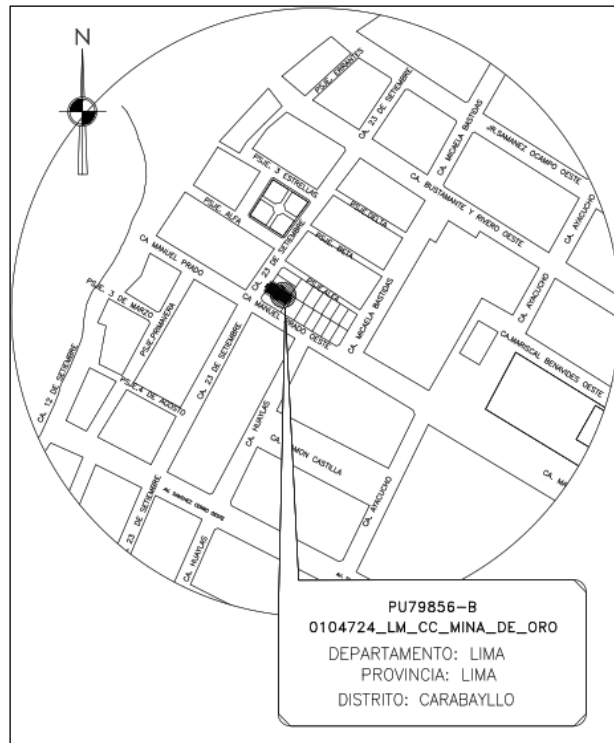 N
PSJE. ERRANTES
CA. 23 DE SETIEMBRE
CA. MICAELA BASTIDAS
JR.SAMANEZ OCAMPO OESTE
PSJE. 3 ESTRELLAS
CA. BUSTAMANTE Y RIVERO OESTE
CA. AYACUCHO
PSJE. ALFA
PSJE.DELTA
CA. 23 DE SETIEMBRE
PSJE. BETA
CA MANUEL PRADO
PSJE.ALFA
CA. AYACUCHO
PSJE. 3 DE MARZO
CA MANUEL PRADO OESTE
CA. MICAELA BASTIDAS
PSJE.PRIMAVERA
CA. 23 DE SETIEMBRE
CA.MARISCAL BENAVIDES OESTE
CA. 12 DE SETIEMBRE
PSJE.4 DE AGOSTO
CA. HUAYLAS
CASTILLA
CA. 23 DE SETIEMBRE
AV. SANCHEZ CERRO OESTE
CA. AYACUCHO
CA. HUAYLAS
PU79856-B
0104724_LM_CC_MINA_DE_ORO
DEPARTAMENTO: LIMA
PROVINCIA: LIMA
DISTRITO: CARABAYLLO